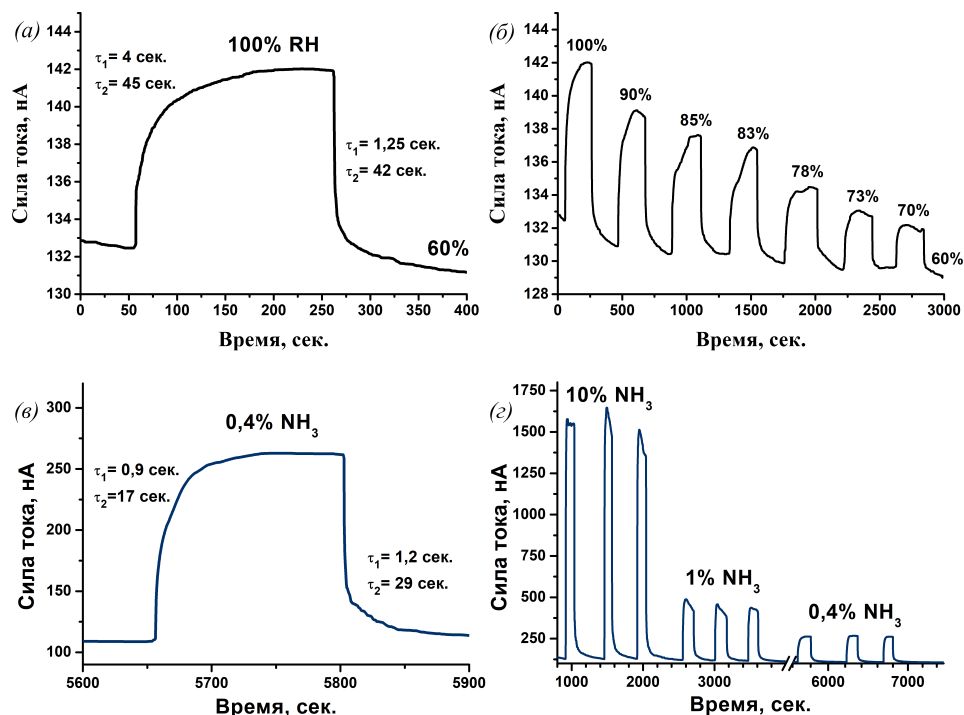 (а)
144
142
140
138
136
134
132
130
Сила тока, нА
100% RH
τ1= 4 сек.
τ2= 45 сек.
τ1= 1,25 сек.
τ2= 42 сек.
60%
0 50 100 150 200 250 300 350 400
Время, сек.
(б)
144
142
140
138
136
134
132
130
128
Сила тока, нА
100%
90%
85%
83%
78%
73%
70%
60%
0 500 1000 1500 2000 2500 3000
Время, сек.
(в)
300
250
200
150
100
Сила тока, нА
0,4% NH3
τ1= 0,9 сек.
τ2=17 сек.
τ1= 1,2 сек.
τ2= 29 сек.
5600 5700 5800 5900
Время, сек.
(г)
1750
1500
1250
1000
750
500
250
Сила тока, нА
10% NH3
1% NH3
0,4% NH3
1000 2000 3000 6000 7000
Время, сек.